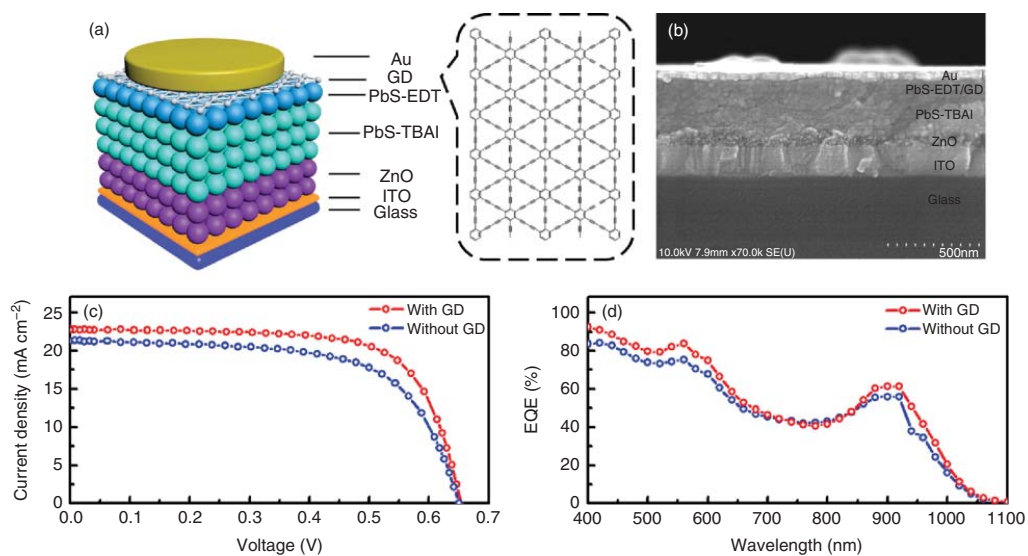 (a)
Au
GD
PbS-EDT
PbS-TBAI
ZnO
ITO
Glass
(b)
Au
PbS-EDT/GD
PbS-TBAI
ZnO
ITO
Glass
10.0kV 7.9mm x70.0k SE(U)
500nm
(c)
With GD
Without GD
25
20
15
10
5
0
0.0 0.1 0.2 0.3 0.4 0.5 0.6 0.7
Current density (mA cm⁻²)
Voltage (V)
(d)
With GD
Without GD
100
80
60
40
20
0
400 500 600 700 800 900 1000 1100
EQE (%)
Wavelength (nm)